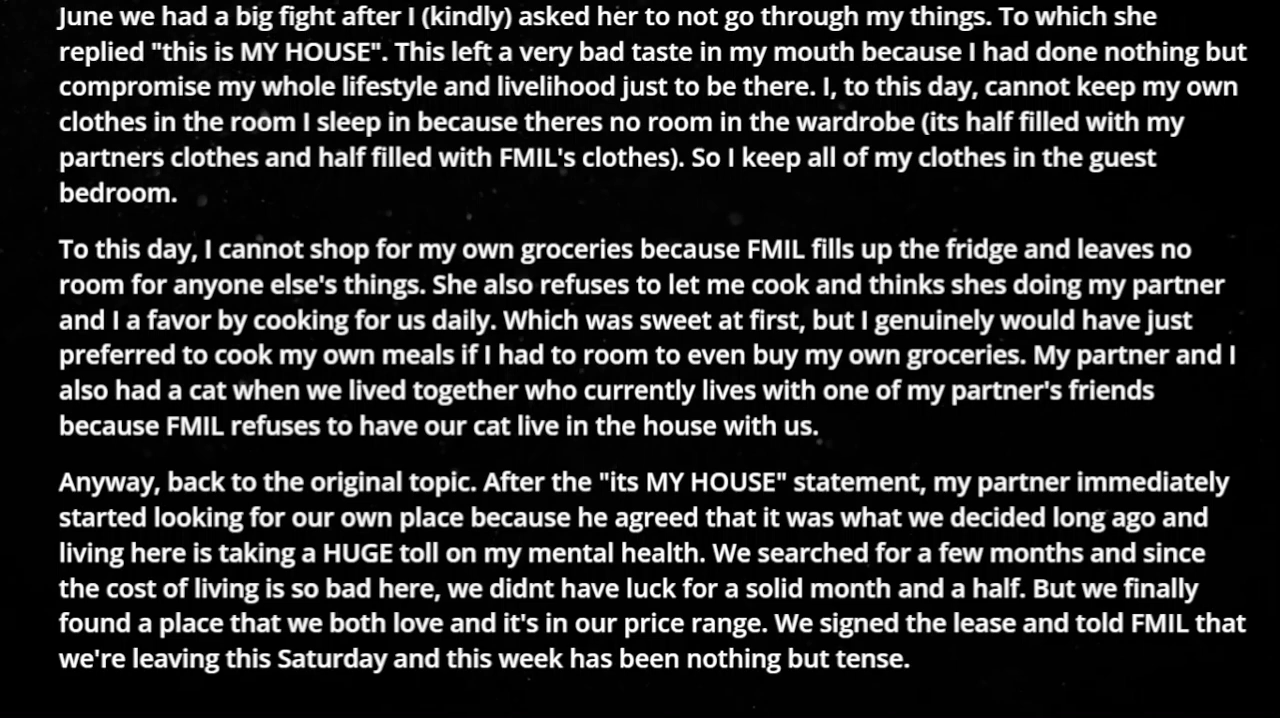 June we had a big fight after I (kindly) asked her to not go through my things. To which she
replied "this is MY HOUSE". This left a very bad taste in my mouth because I had done nothing but
compromise my whole lifestyle and livelihood just to be there. I, to this day, cannot keep my own
clothes in the room I sleep in because theres no room in the wardrobe (its half filled with my
partners clothes and half filled with FMIL's clothes). So I keep all of my clothes in the guest
bedroom.
To this day, I cannot shop for my own groceries because FMIL fills up the fridge and leaves no
room for anyone else's things. She also refuses to let me cook and thinks shes doing my partner
and I a favor by cooking for us daily. Which was sweet at first, but I genuinely would have just
preferred to cook my own meals if I had to room to even buy my own groceries. My partner and I
also had a cat when we lived together who currently lives with one of my partner's friends
because FMIL refuses to have our cat live in the house with us.
Anyway, back to the original topic. After the "its MY HOUSE" statement, my partner immediately
started looking for our own place because he agreed that it was what we decided long ago and
living here is taking a HUGE toll on my mental health. We searched for a few months and since
the cost of living is so bad here, we didnt have luck for a solid month and a half. But we finally
found a place that we both love and it's in our price range. We signed the lease and told FMIL that
we're leaving this Saturday and this week has been nothing but tense.